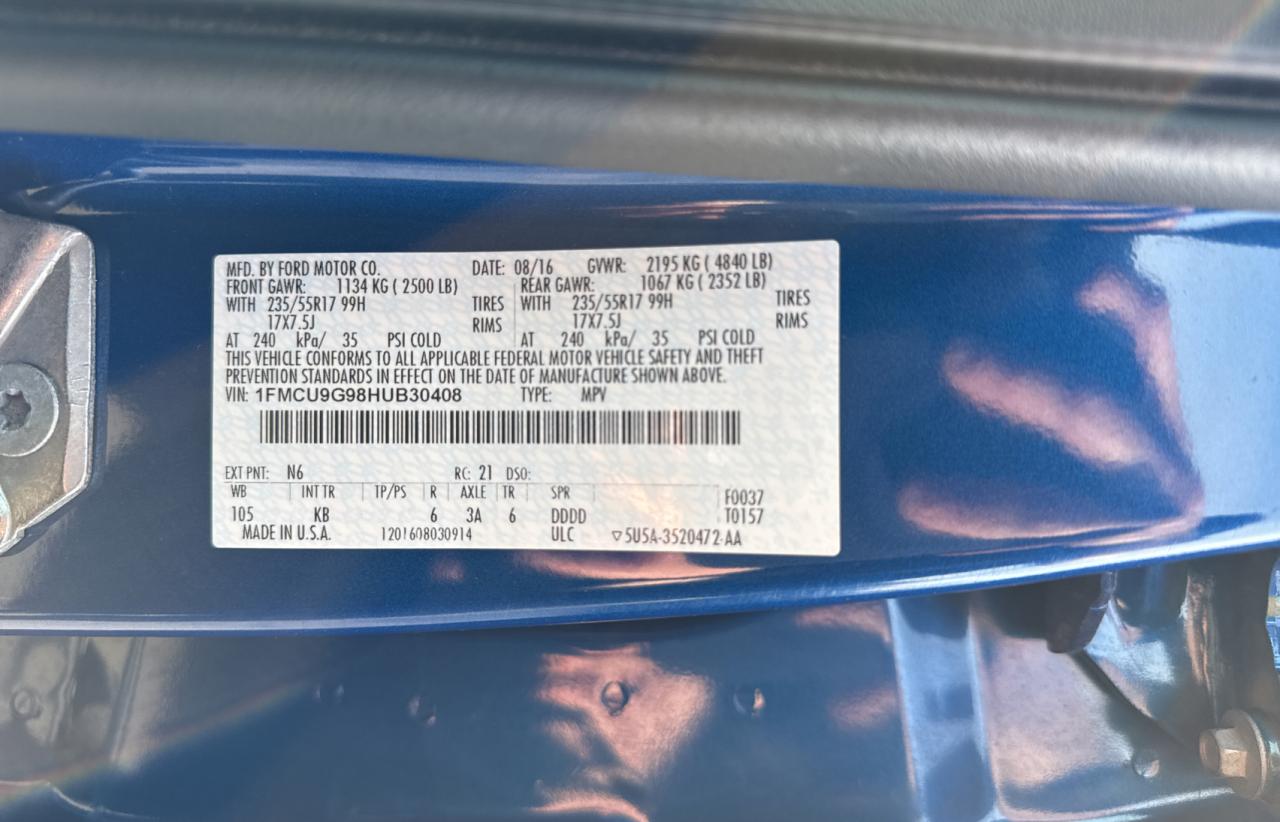 MFD. BY FORD MOTOR CO. DATE: 08/16 GVWR: 2195 KG ( 4840 LB)
FRONT GAWR: 1134 KG ( 2500 LB) REAR GAWR: 1067 KG ( 2352 LB)
WITH 235/55R17 99H TIRES WITH 235/55R17 99H TIRES
17X7.5J RIMS 17X7.5J RIMS
AT 240 kPa/ 35 PSI COLD AT 240 kPa/ 35 PSI COLD
THIS VEHICLE CONFORMS TO ALL APPLICABLE FEDERAL MOTOR VEHICLE SAFETY AND THEFT
PREVENTION STANDARDS IN EFFECT ON THE DATE OF MANUFACTURE SHOWN ABOVE.
VIN: 1FMCU9G98HUB30408 TYPE: MPV
EXT PNT: N6 RC: 21 DSO:
WB INT TR TP/PS R AXLE TR SPR F0037
105 KB 6 3A 6 DDDD T0157
MADE IN U.S.A. 1201608030914 ULC ▽5U5A-3520472-AA